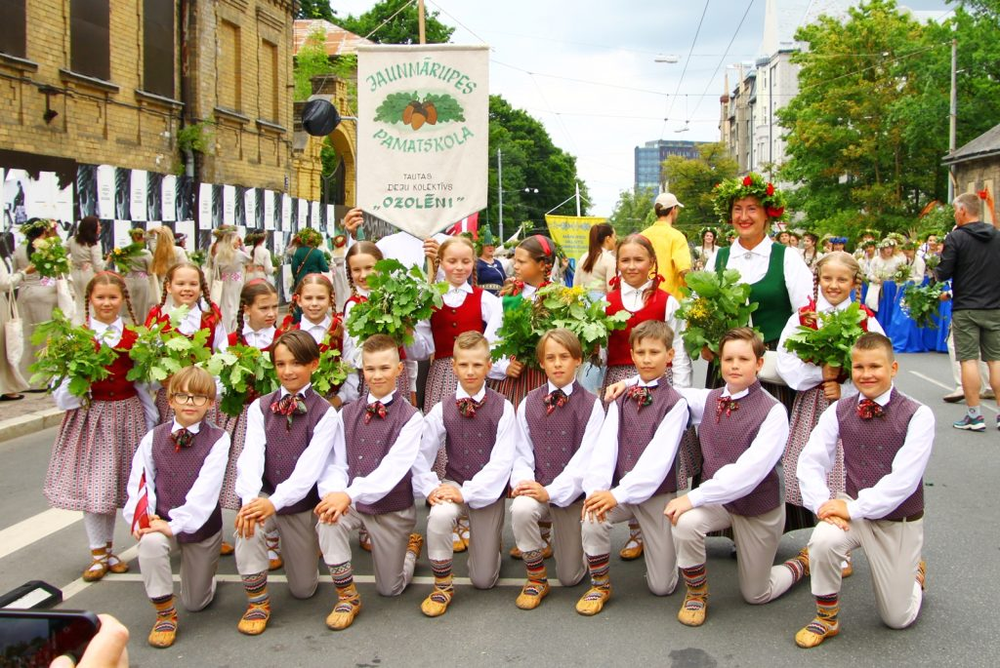 JAUNMĀRUPES
PAMATSKOLA
TAUTAS
DEJU KOLEKTĪVS
"OZOLĒNI"